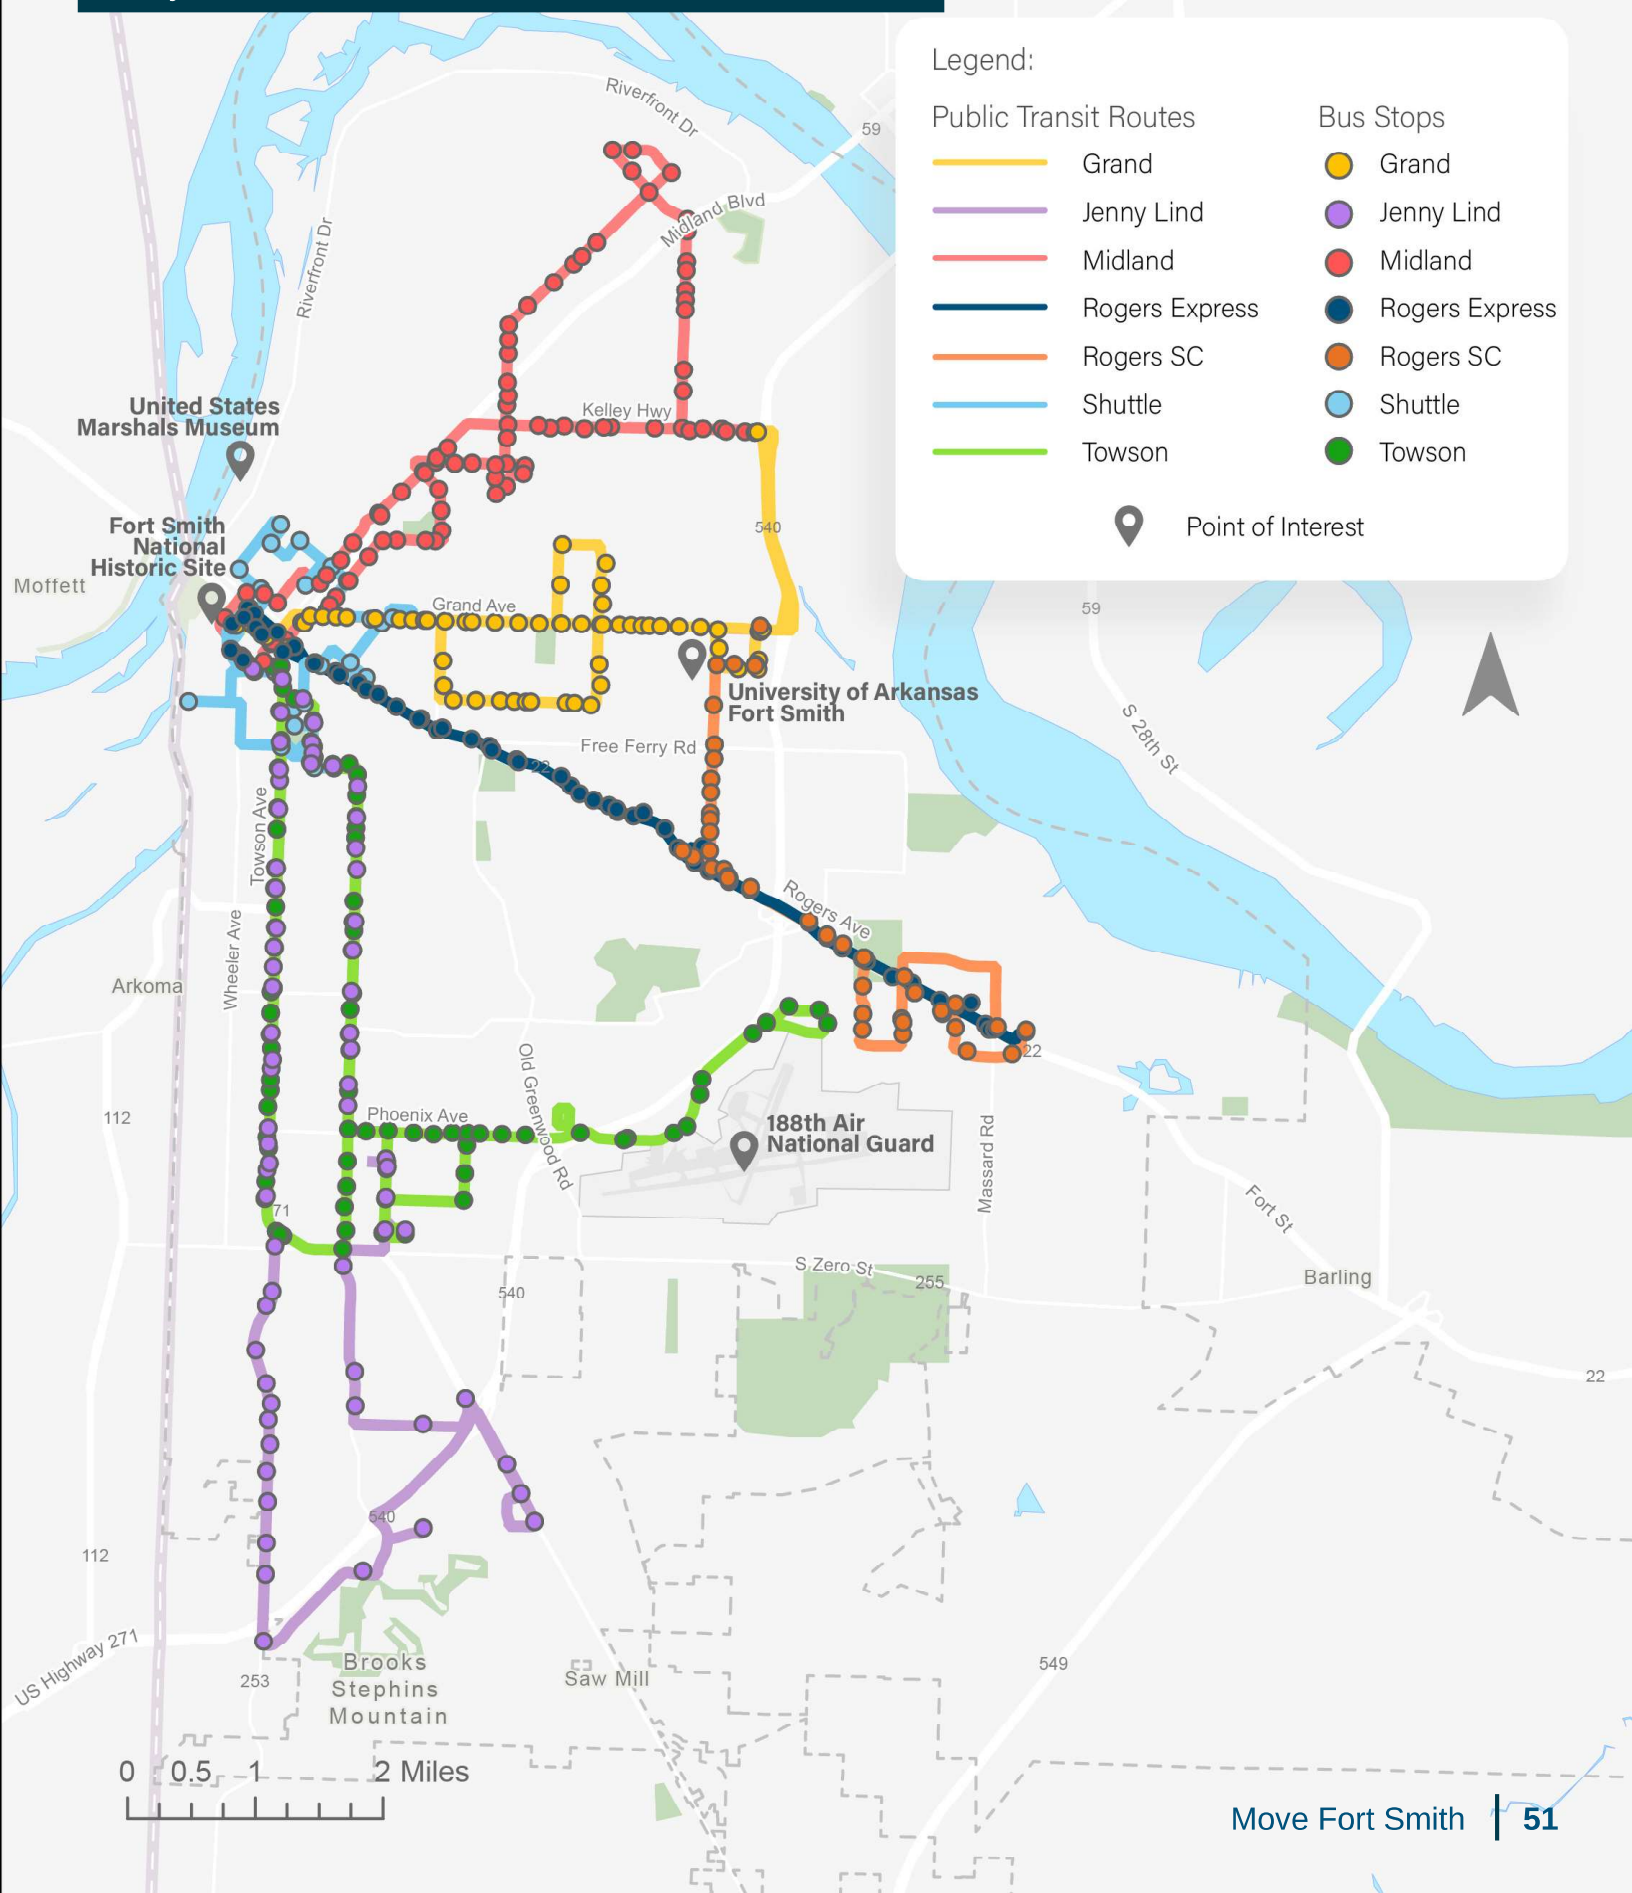 Legend:
Public Transit Routes
Bus Stops
Grand
Grand
Jenny Lind
Jenny Lind
Midland
Midland
Rogers Express
Rogers Express
Rogers SC
Rogers SC
Shuttle
Shuttle
Towson
Towson
Point of Interest
Riverfront Dr
59
Midland Blvd
Riverfront Dr
United States
Marshals Museum
Kelley Hwy
540
Fort Smith
National
Historic Site
Moffett
Grand Ave
59
University of Arkansas
Fort Smith
S 28th St
Free Ferry Rd
22
Towson Ave
Rogers Ave
Wheeler Ave
Arkoma
Old Greenwood Rd
22
112
Phoenix Ave
188th Air
National Guard
Massard Rd
71
Fort St
S Zero St
255
Barling
540
22
540
112
US Highway 271
253
Brooks
Stephins
Mountain
Saw Mill
549
0 0.5 1 2 Miles
Move Fort Smith | 51